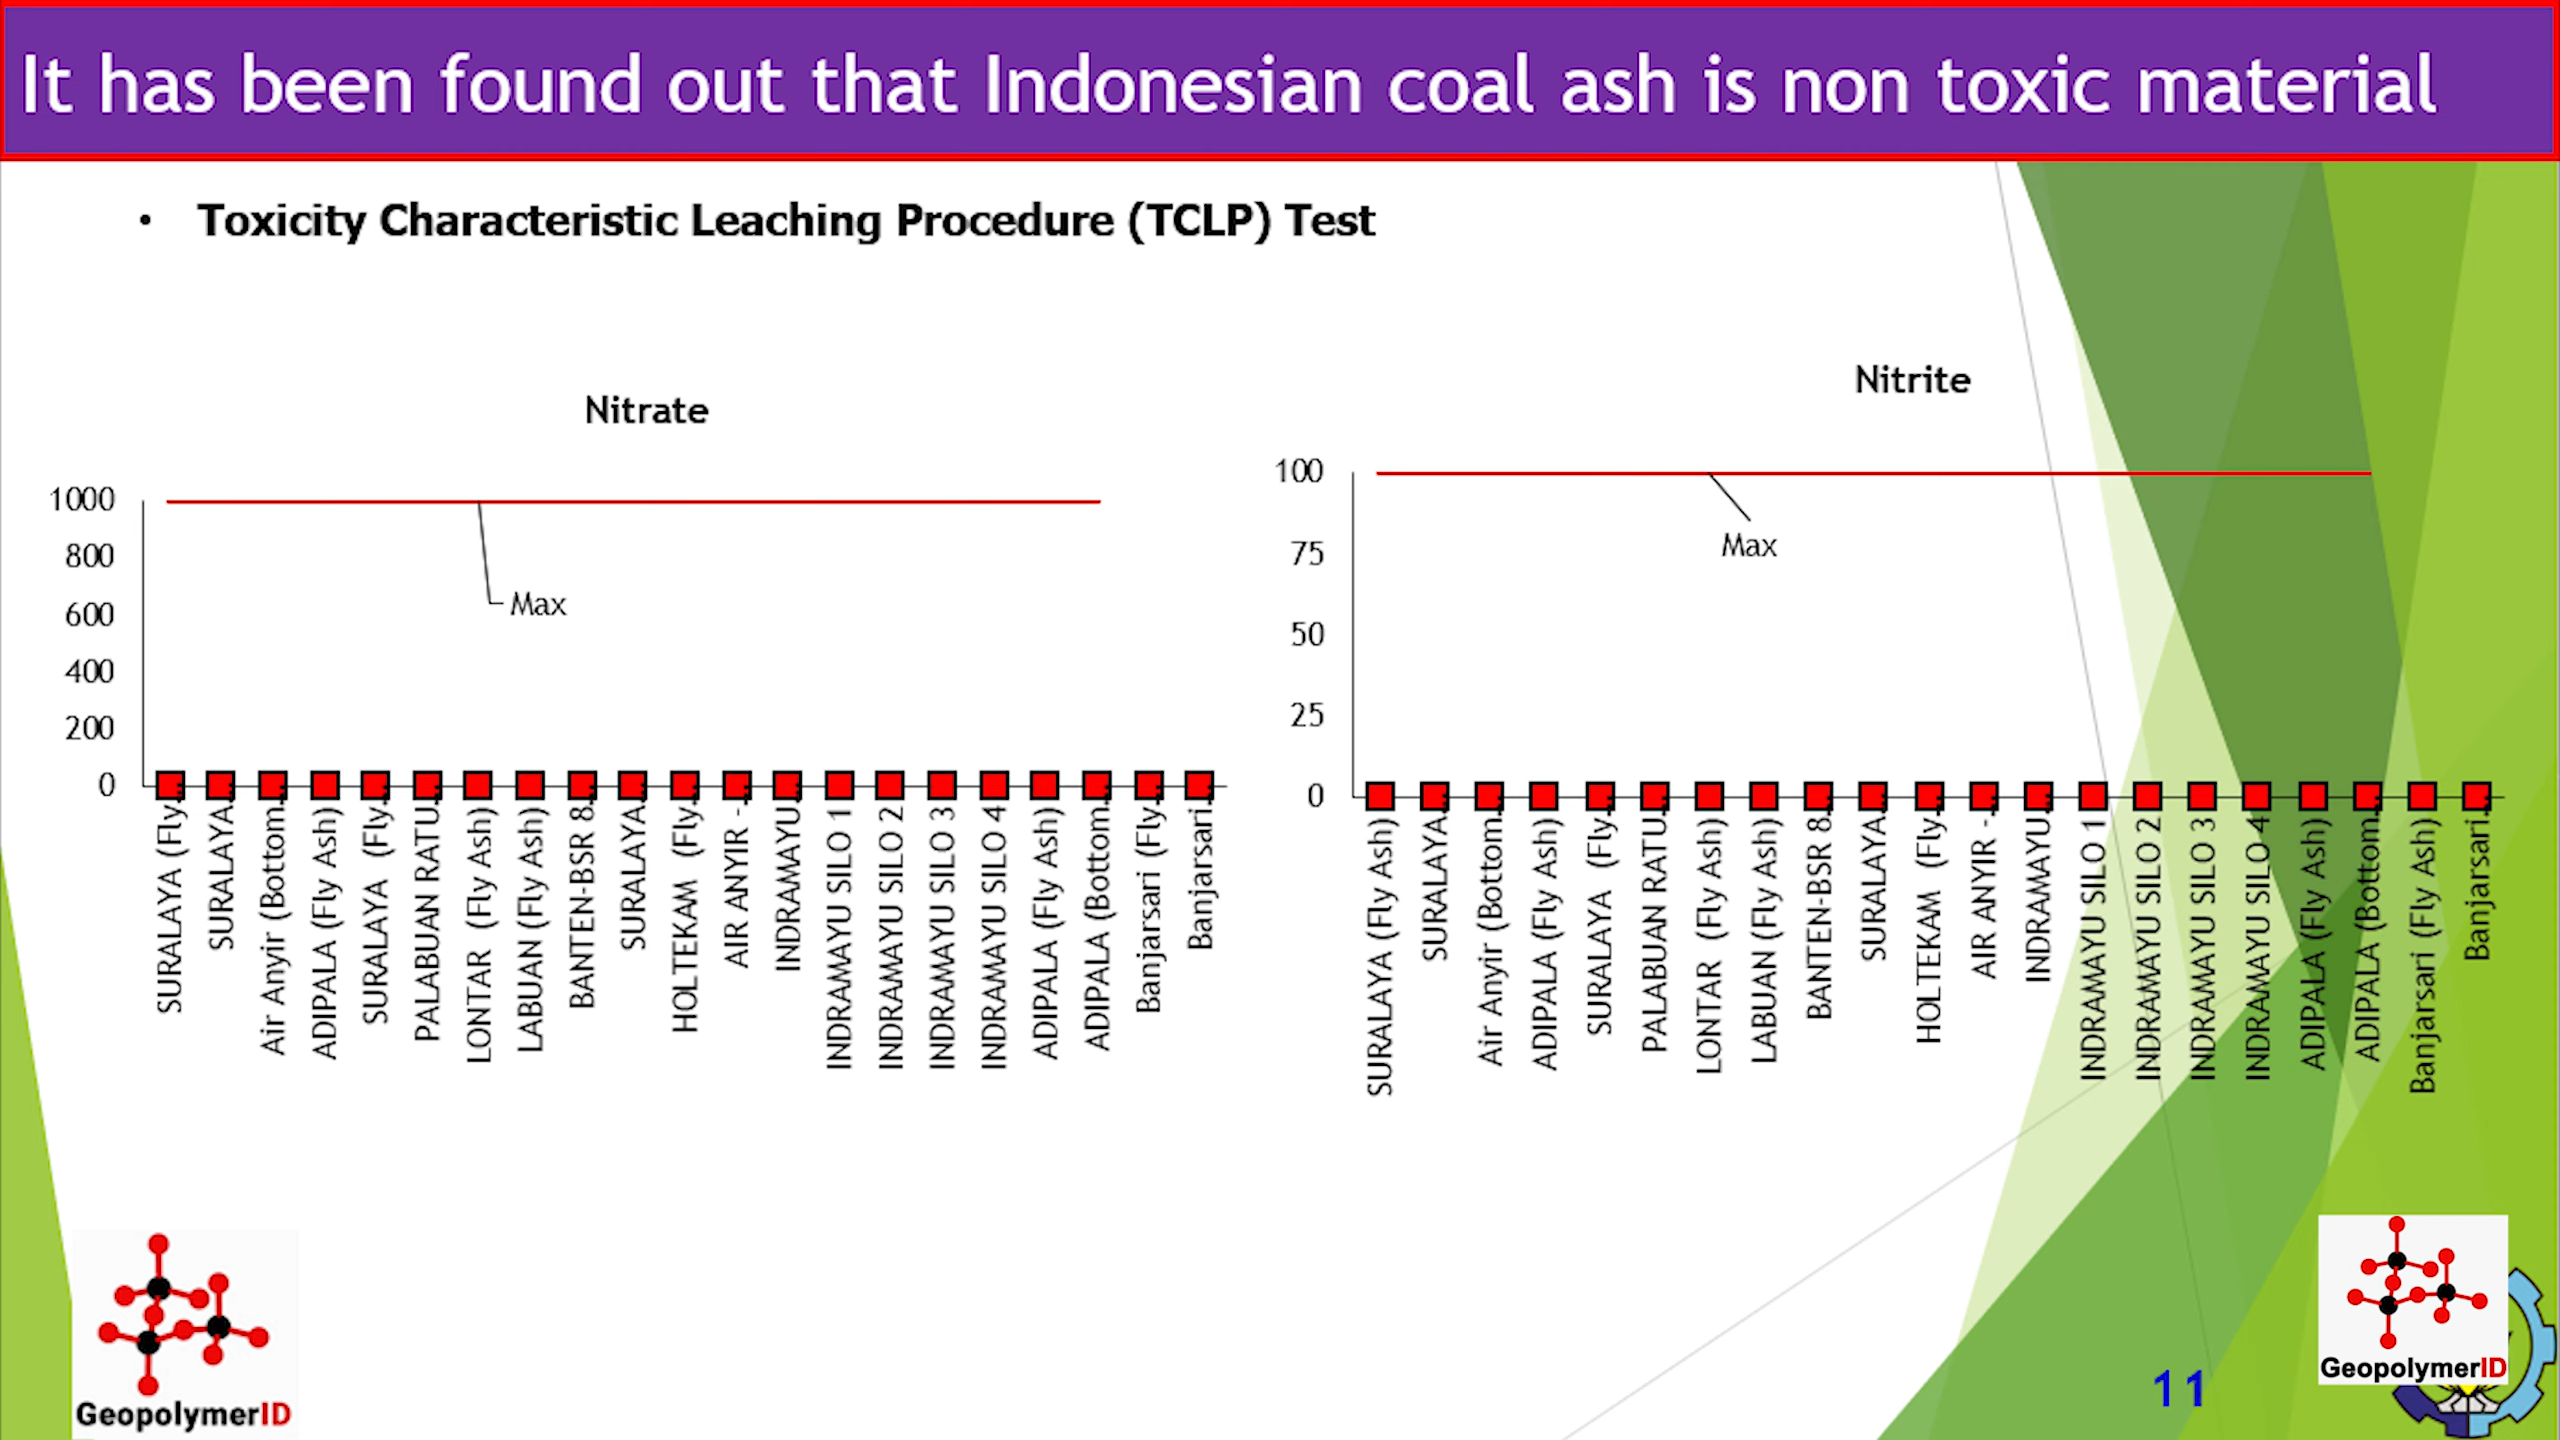 It has been found out that Indonesian coal ash is non toxic material
• Toxicity Characteristic Leaching Procedure (TCLP) Test
Nitrate
1000
800
600
400
200
0
Max
SURALAYA (Fly...
SURALAYA...
Air Anyir (Bottom...
ADIPALA (Fly Ash)
SURALAYA (Fly...
PALABUAN RATU...
LONTAR (Fly Ash)
LABUAN (Fly Ash)
BANTEN-BSR 8...
SURALAYA...
HOLTEKAM (Fly...
AIR ANYIR -...
INDRAMAYU...
INDRAMAYU SILO 1
INDRAMAYU SILO 2
INDRAMAYU SILO 3
INDRAMAYU SILO 4
ADIPALA (Fly Ash)
ADIPALA (Bottom...
Banjarsari (Fly...
Banjarsari...
Nitrite
100
75
50
25
0
Max
SURALAYA (Fly Ash)
SURALAYA...
Air Anyir (Bottom...
ADIPALA (Fly Ash)
SURALAYA (Fly...
PALABUAN RATU...
LONTAR (Fly Ash)
LABUAN (Fly Ash)
BANTEN-BSR 8...
SURALAYA...
HOLTEKAM (Fly...
AIR ANYIR -...
INDRAMAYU...
INDRAMAYU SILO 1
INDRAMAYU SILO 2
INDRAMAYU SILO 3
INDRAMAYU SILO 4
ADIPALA (Fly Ash)
ADIPALA (Bottom...
Banjarsari (Fly Ash)
Banjarsari...
GeopolymerID
11
GeopolymerID